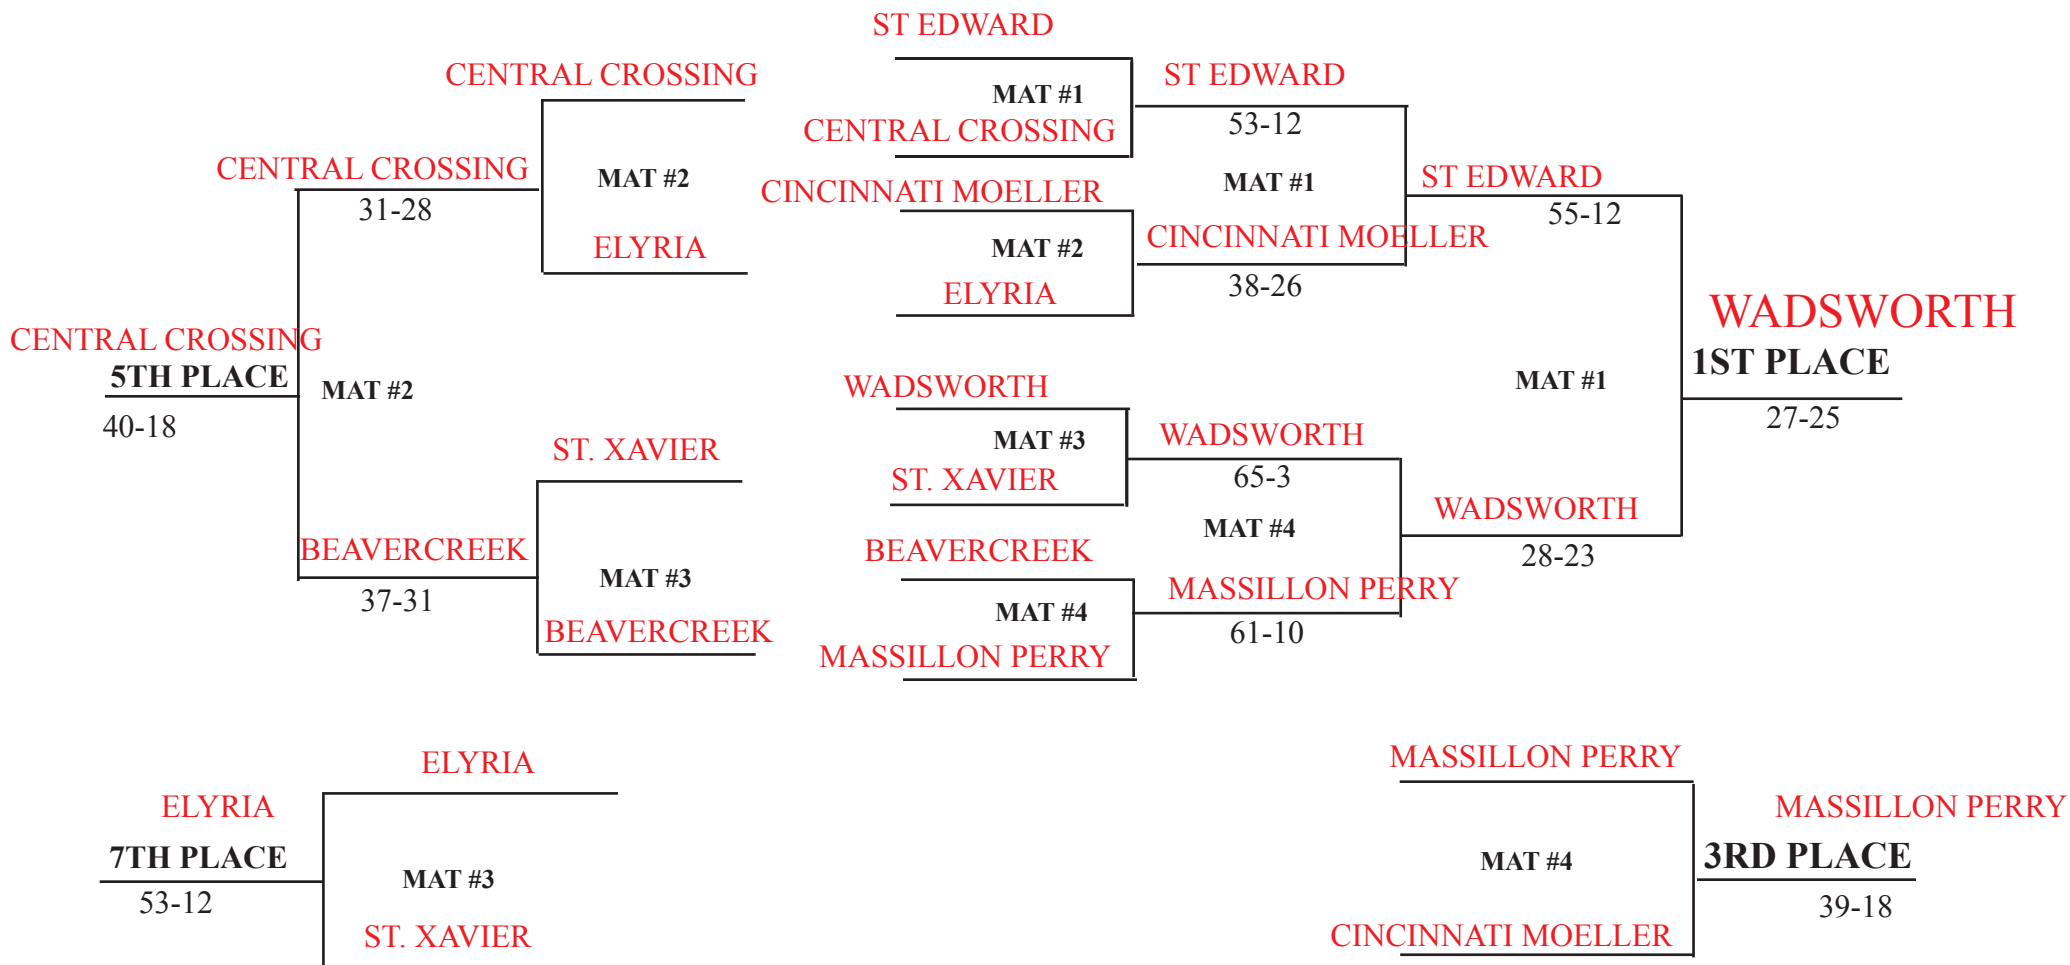 ST EDWARD
CENTRAL CROSSING
ST EDWARD
MAT #1
53-12
CENTRAL CROSSING
CENTRAL CROSSING
MAT #2
31-28
CINCINNATI MOELLER
MAT #1
ST EDWARD
55-12
ELYRIA
MAT #2
CINCINNATI MOELLER
38-26
ELYRIA
WADSWORTH
1ST PLACE
27-25
CENTRAL CROSSING
5TH PLACE
MAT #2
40-18
MAT #1
WADSWORTH
MAT #3
WADSWORTH
65-3
ST. XAVIER
ST. XAVIER
MAT #4
WADSWORTH
28-23
BEAVERCREEK
37-31
MAT #3
BEAVERCREEK
BEAVERCREEK
MAT #4
MASSILLON PERRY
61-10
MASSILLON PERRY
ELYRIA
ELYRIA
7TH PLACE
53-12
MAT #3
ST. XAVIER
MASSILLON PERRY
MASSILLON PERRY
MAT #4
3RD PLACE
39-18
CINCINNATI MOELLER